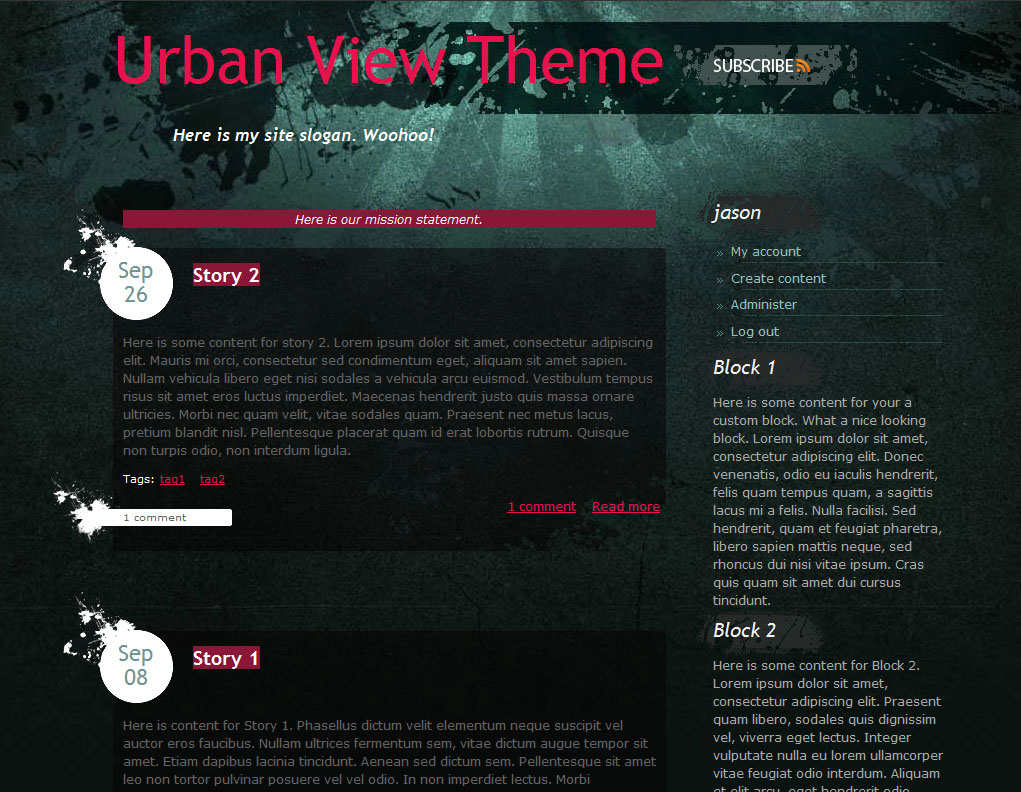 Urban View Theme
SUBSCRIBE
Here is my site slogan. Woohoo!
Here is our mission statement.
Sep
26
Story 2
Here is some content for story 2. Lorem ipsum dolor sit amet, consectetur adipiscing
elit. Mauris mi orci, consectetur sed condimentum eget, aliquam sit amet sapien.
Nullam vehicula libero eget nisi sodales a vehicula arcu euismod. Vestibulum tempus
risus sit amet eros luctus imperdiet. Maecenas hendrerit justo quis massa ornare
ultricies. Morbi nec quam velit, vitae sodales quam. Praesent nec metus lacus,
pretium blandit nisl. Pellentesque placerat quam id erat lobortis rutrum. Quisque
non turpis odio, non interdum ligula.
Tags: tag1 tag2
1 comment Read more
1 comment
Sep
08
Story 1
Here is content for Story 1. Phasellus dictum velit elementum neque suscipit vel
auctor eros faucibus. Nullam ultrices fermentum sem, vitae dictum augue tempor sit
amet. Etiam dapibus lacinia tincidunt. Aenean sed dictum sem. Pellentesque sit amet
leo non tortor pulvinar posuere vel vel odio. In non imperdiet lectus. Morbi
jason
» My account
» Create content
» Administer
» Log out
Block 1
Here is some content for your a
custom block. What a nice looking
block. Lorem ipsum dolor sit amet,
consectetur adipiscing elit. Donec
venenatis, odio eu iaculis hendrerit,
felis quam tempus quam, a sagittis
lacus mi a felis. Nulla facilisi. Sed
hendrerit, quam et feugiat pharetra,
libero sapien mattis neque, sed
rhoncus dui nisi vitae ipsum. Cras
quis quam sit amet dui cursus
tincidunt.
Block 2
Here is some content for Block 2.
Lorem ipsum dolor sit amet,
consectetur adipiscing elit. Praesent
quam libero, sodales quis dignissim
vel, viverra eget lectus. Integer
vulputate nulla eu lorem ullamcorper
vitae feugiat odio interdum. Aliquam
et elit arcu, eget hendrerit odio